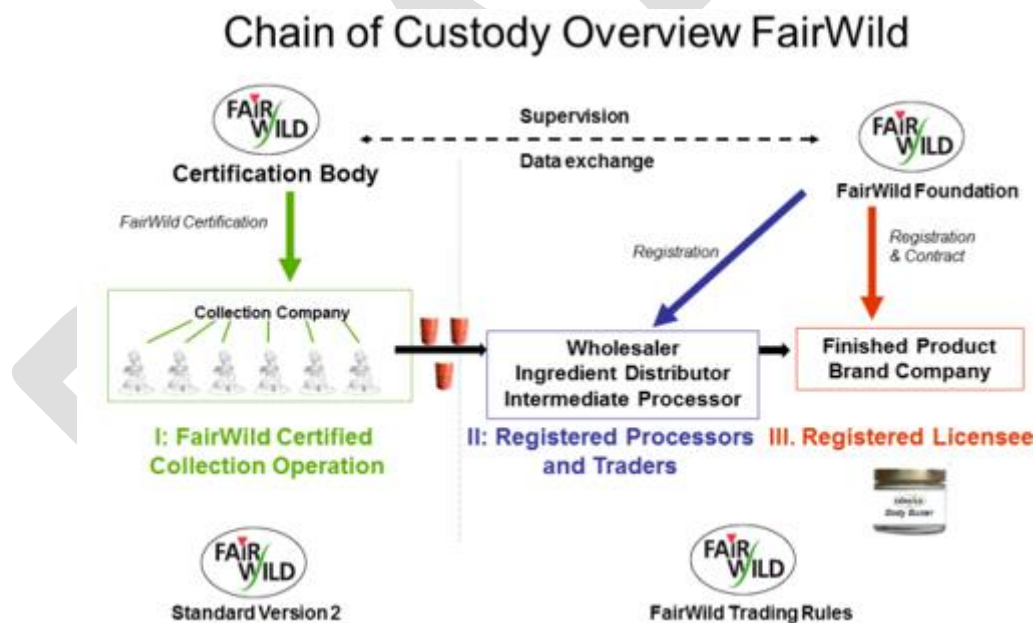 Chain of Custody Overview FairWild
FAIR
WILD
Certification Body
Supervision
Data exchange
FAIR
WILD
FairWild Foundation
FairWild Certification
Registration
Registration
& Contract
Collection Company
Wholesaler
Ingredient Distributor
Intermediate Processor
Finished Product
Brand Company
I: FairWild Certified
Collection Operation
II: Registered Processors
and Traders
III. Registered Licensee
Body Butter
FAIR
WILD
Standard Version 2
FAIR
WILD
FairWild Trading Rules